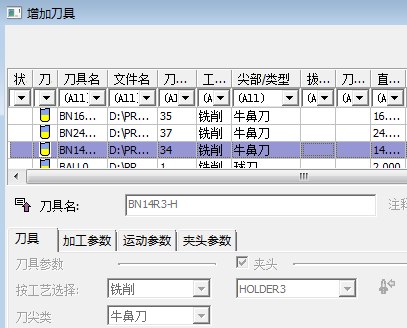 增加刀具
状 刀 刀具名 文件名 刀... 工... 尖部/类型 拔... 刀... 直...
(All) (All) (Al (A (All) (A (A (A
BN16... D:\PR... 35 铣削 牛鼻刀 16....
BN24... D:\PR... 37 铣削 牛鼻刀 24....
BN14... D:\PR... 34 铣削 牛鼻刀 14....
BALL0 D:\PR... 1 铣削 球刀 2.000
刀具名: BN14R3-H 注释
刀具 加工参数 运动参数 夹头参数
刀具参数 夹头
按工艺选择: 铣削 HOLDER3
刀尖类 牛鼻刀